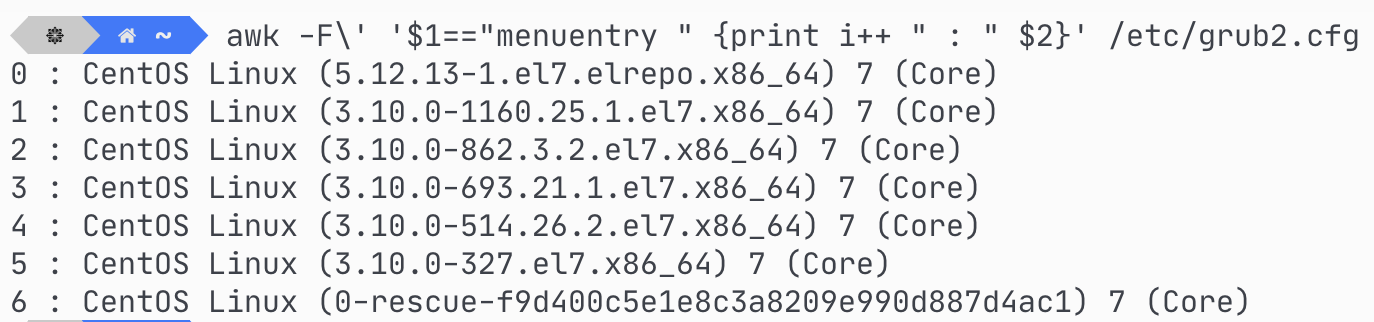 ~ awk -F\' '$1=="menuentry " {print i++ " : " $2}' /etc/grub2.cfg
0 : CentOS Linux (5.12.13-1.el7.elrepo.x86_64) 7 (Core)
1 : CentOS Linux (3.10.0-1160.25.1.el7.x86_64) 7 (Core)
2 : CentOS Linux (3.10.0-862.3.2.el7.x86_64) 7 (Core)
3 : CentOS Linux (3.10.0-693.21.1.el7.x86_64) 7 (Core)
4 : CentOS Linux (3.10.0-514.26.2.el7.x86_64) 7 (Core)
5 : CentOS Linux (3.10.0-327.el7.x86_64) 7 (Core)
6 : CentOS Linux (0-rescue-f9d400c5e1e8c3a8209e990d887d4ac1) 7 (Core)